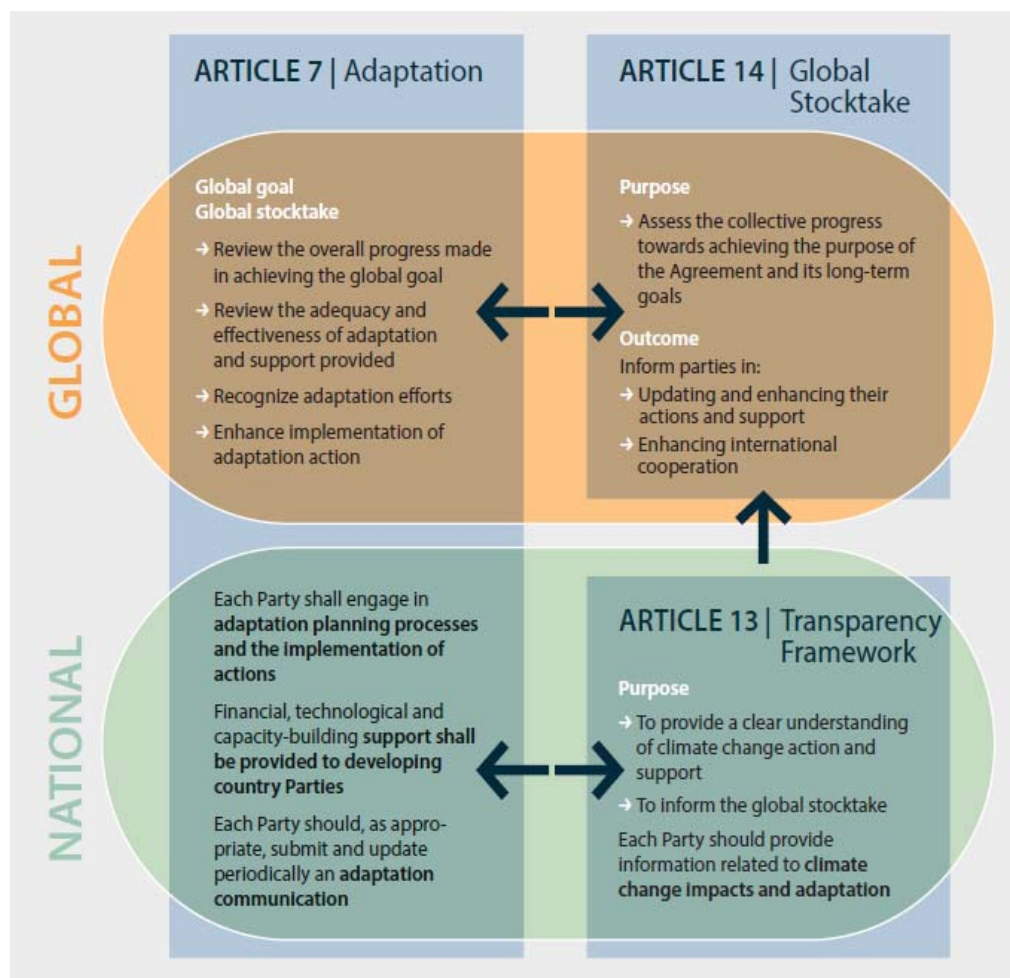 ARTICLE 7 | Adaptation
GLOBAL
Global goal
Global stocktake
→ Review the overall progress made
in achieving the global goal
→ Review the adequacy and
effectiveness of adaptation
and support provided
→ Recognize adaptation efforts
→ Enhance implementation of
adaptation action
ARTICLE 14 | Global
Stocktake
Purpose
→ Assess the collective progress
towards achieving the purpose of
the Agreement and its long-term
goals
Outcome
Inform parties in:
→ Updating and enhancing their
actions and support
→ Enhancing international
cooperation
NATIONAL
Each Party shall engage in
adaptation planning processes
and the implementation of
actions
Financial, technological and
capacity-building support shall
be provided to developing
country Parties
Each Party should, as appro-
priate, submit and update
periodically an adaptation
communication
ARTICLE 13 | Transparency
Framework
Purpose
→ To provide a clear understanding
of climate change action and
support
→ To inform the global stocktake
Each Party should provide
information related to climate
change impacts and adaptation